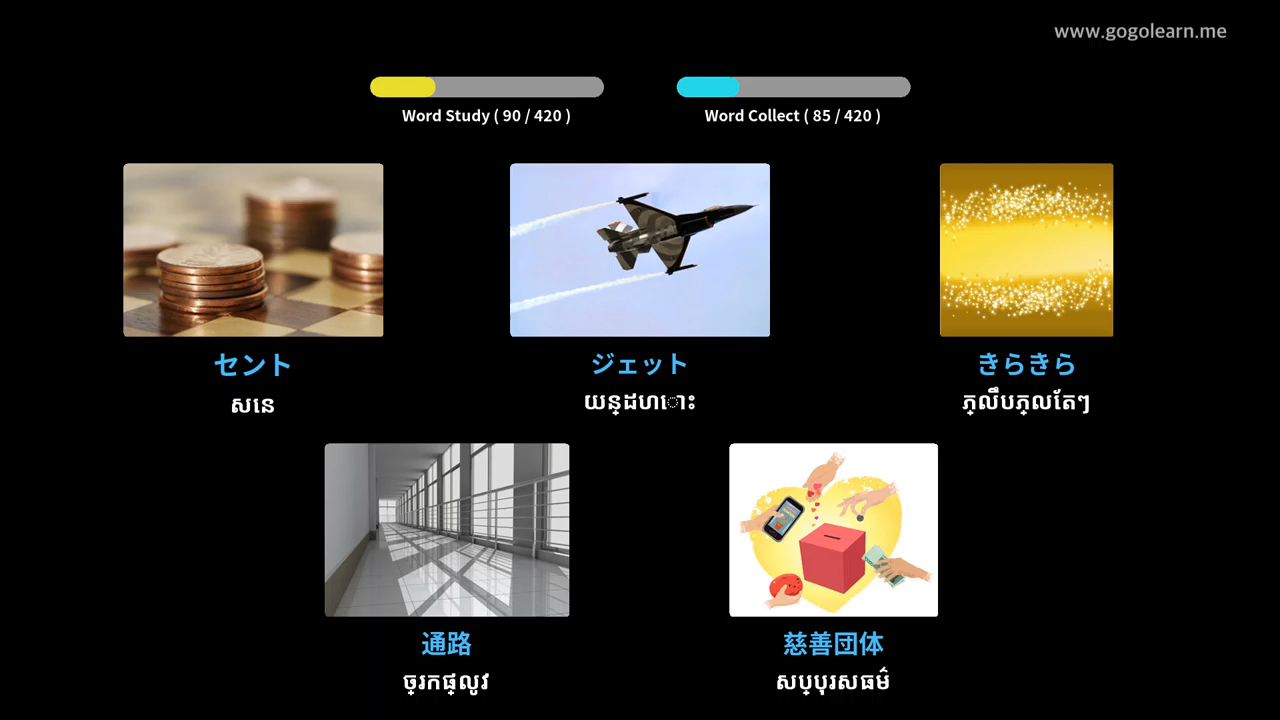 www.gogolearn.me
Word Study ( 90 / 420 )
Word Collect ( 85 / 420 )
セント
សេន
ジェット
យន្ដហោះ
きらきら
ភ្លឹបភ្លែតៗ
通路
ច្រកផ្លូវ
慈善団体
សប្បុរសធម៌